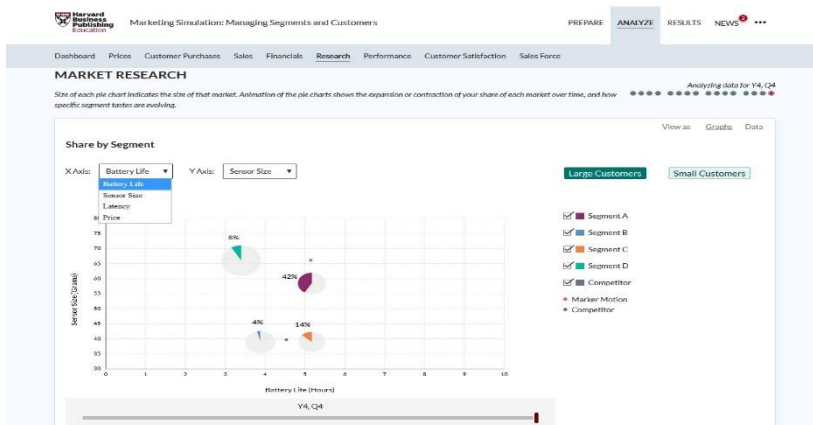 Harvard
Business
Publishing
Education
Marketing Simulation: Managing Segments and Customers
PREPARE ANALYZE RESULTS NEWS 2 •••
Dashboard Prices Customer Purchases Sales Financials Research Performance Customer Satisfaction Sales Force
MARKET RESEARCH
Analyzing data for Y4, Q4
Size of each pie chart indicates the size of that market. Animation of the pie charts shows the expansion or contraction of your share of each market over time, and how
specific segment tastes are evolving.
View as Graphs Data
Share by Segment
X Axis: Battery Life Y Axis: Sensor Size
Large Customers Small Customers
Battery Life
Sensor Size
Latency
Price
Segment A
Segment B
Segment C
Segment D
Competitor
Marker Motion
Competitor
75
70
65
60
55
50
45
40
35
30
8%
42%
4%
14%
Sensor Size (Grams)
0 1 2 3 4 5 6 7 8 9 10
Battery Life (Hours)
Y4, Q4